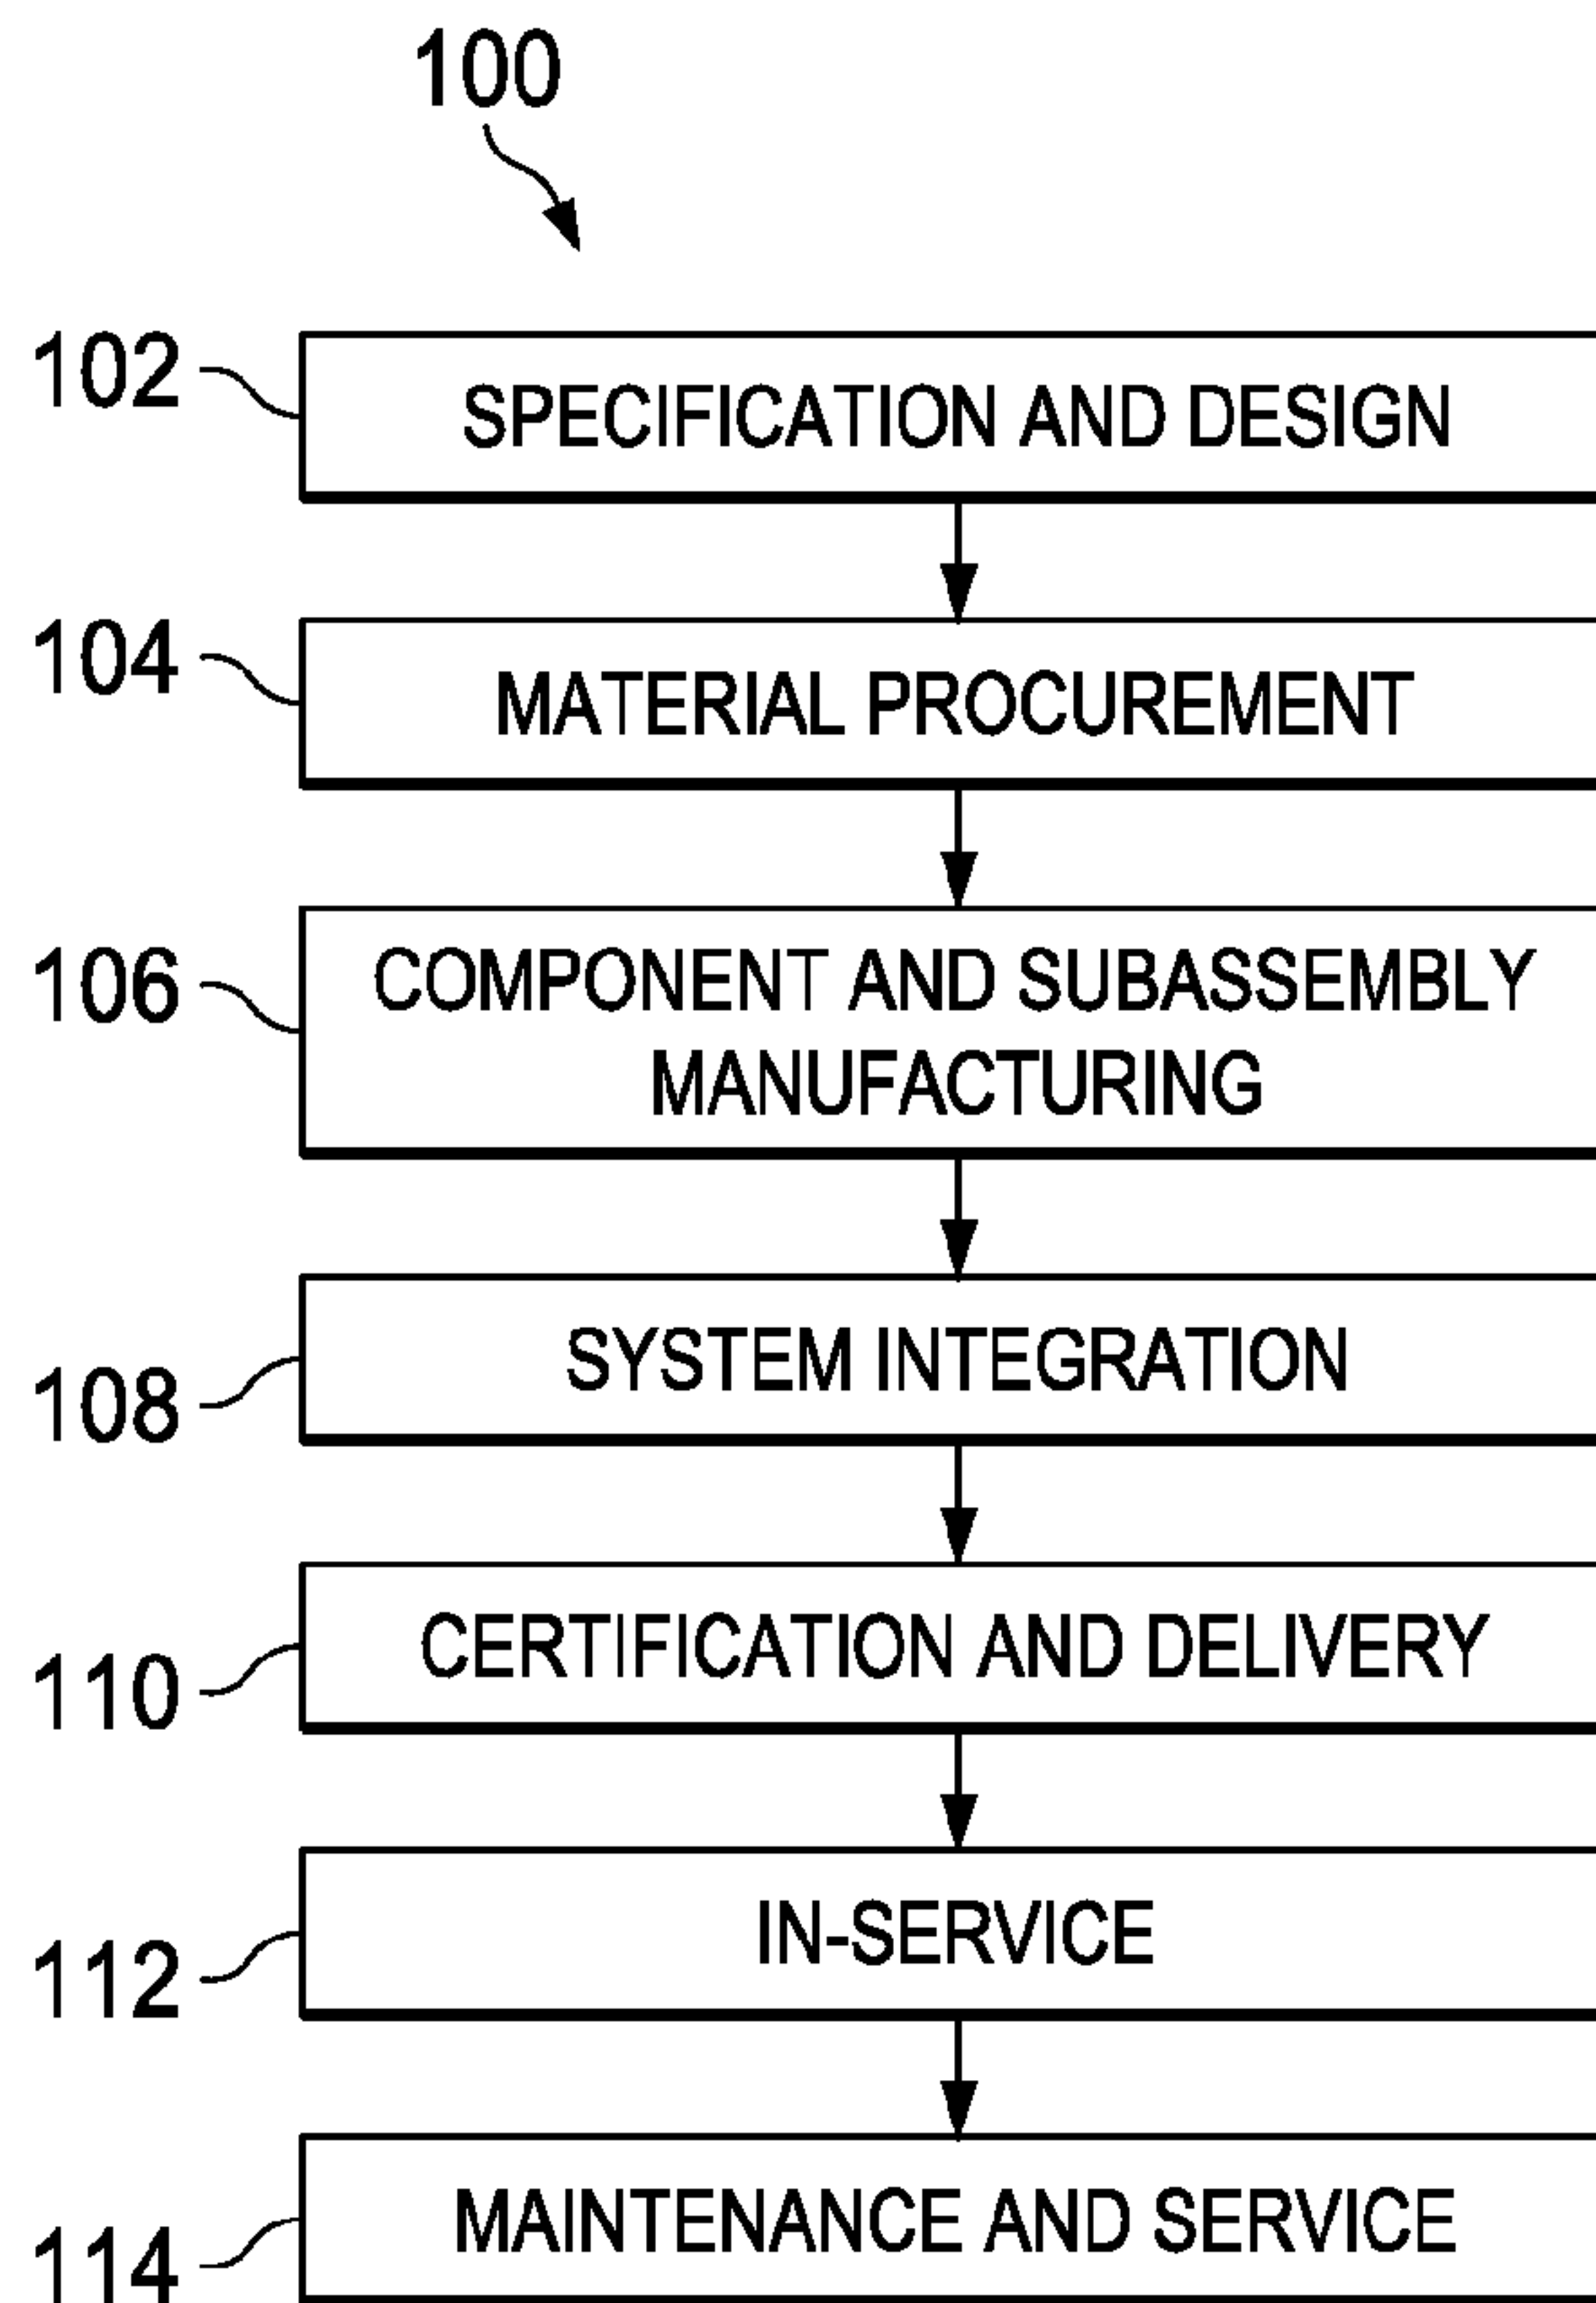 100
102
SPECIFICATION AND DESIGN
104
MATERIAL PROCUREMENT
106
COMPONENT AND SUBASSEMBLY
MANUFACTURING
108
SYSTEM INTEGRATION
110
CERTIFICATION AND DELIVERY
112
IN-SERVICE
114
MAINTENANCE AND SERVICE